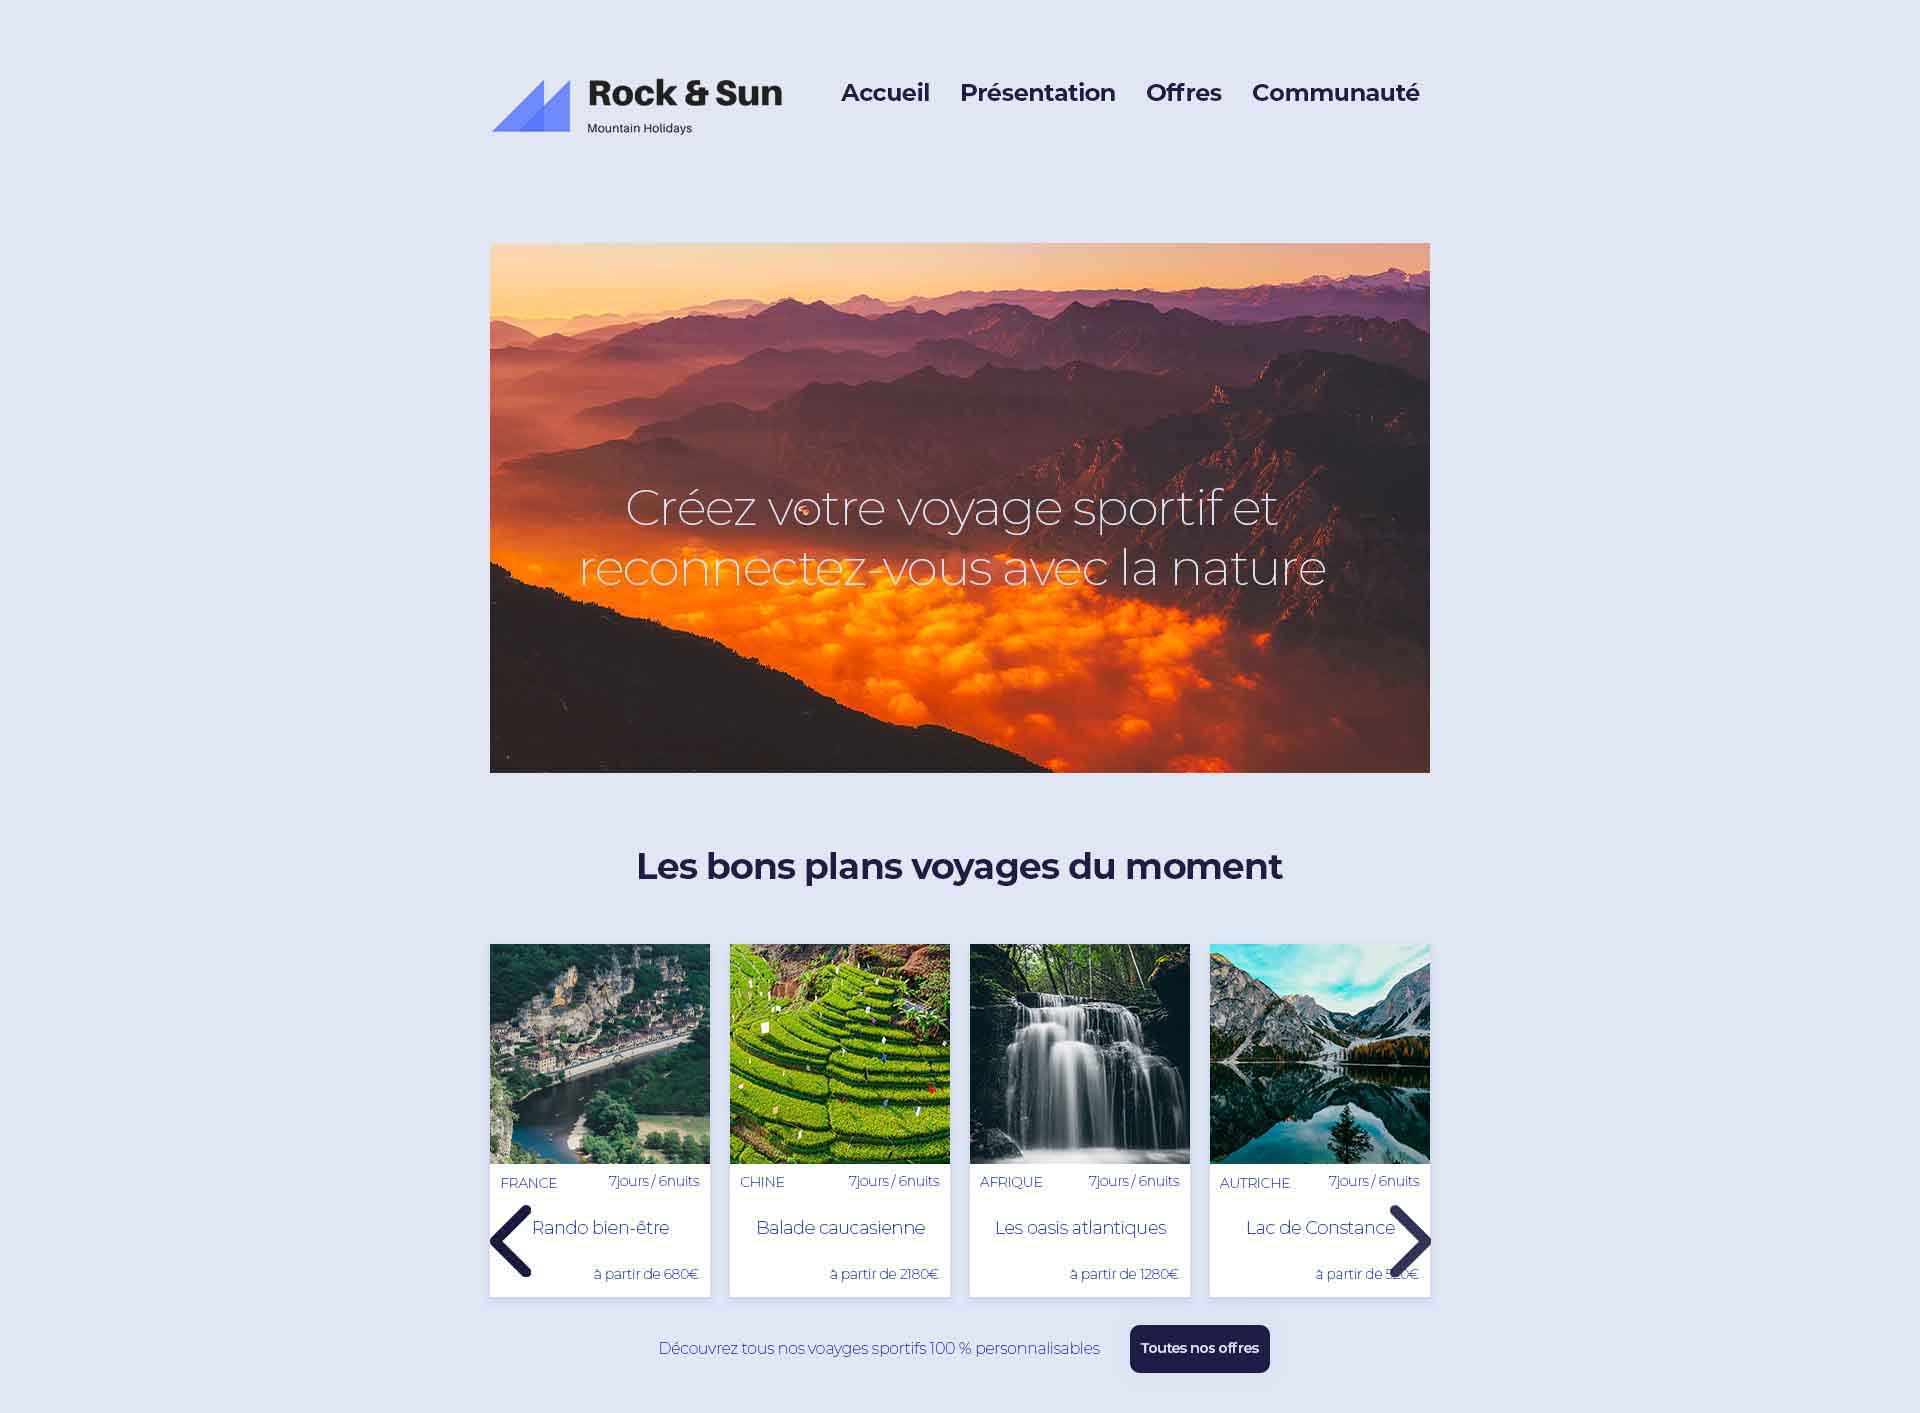 Rock & Sun
Mountain Holidays
Accueil Présentation Offres Communauté
Créez votre voyage sportif et
reconnectez-vous avec la nature
Les bons plans voyages du moment
FRANCE 7jours / 6nuits
Rando bien-être
à partir de 680€
CHINE 7jours / 6nuits
Balade caucasienne
à partir de 2180€
AFRIQUE 7jours / 6nuits
Les oasis atlantiques
à partir de 1280€
AUTRICHE 7jours / 6nuits
Lac de Constance
à partir de
Découvrez tous nos voayges sportifs 100 % personnalisables
Toutes nos offres